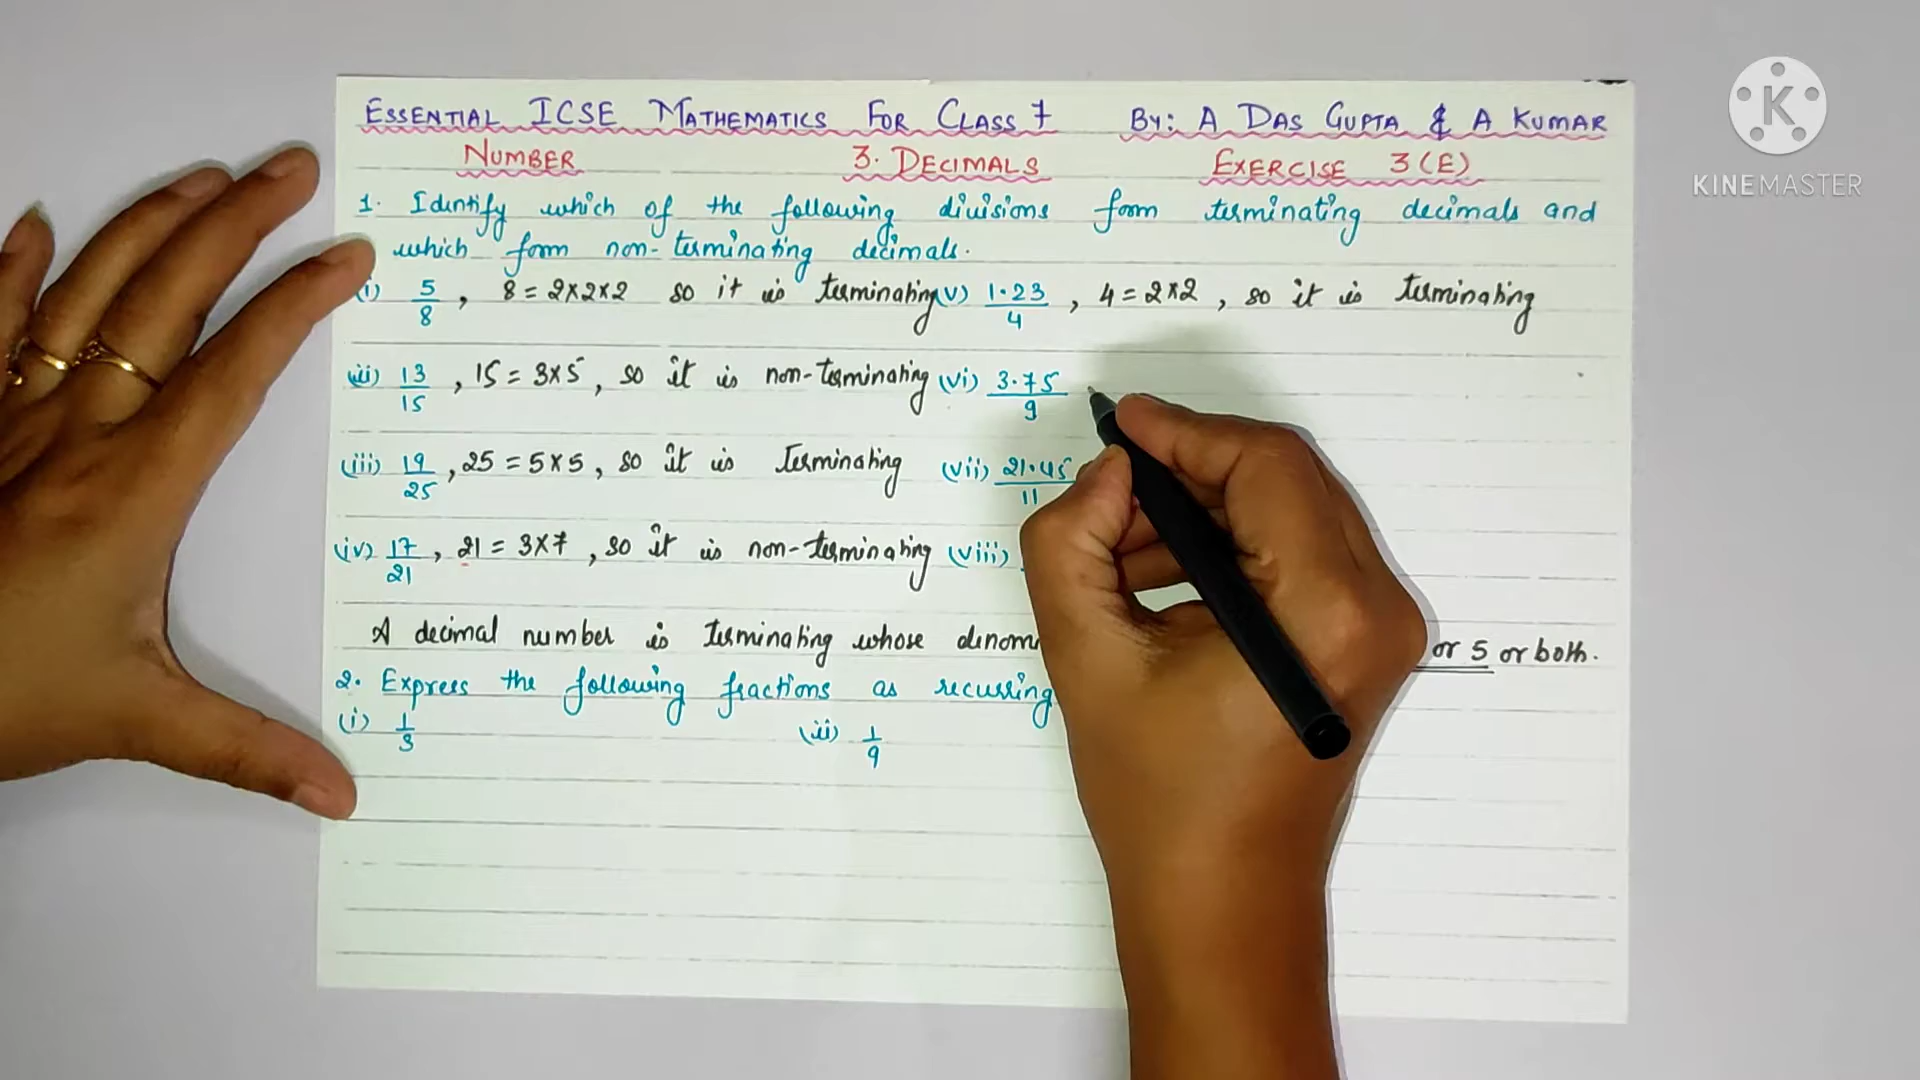 ESSENTIAL ICSE MATHEMATICS FOR CLASS 7 BY: A DAS GUPTA & A KUMAR
NUMBER 3. DECIMALS EXERCISE 3(E)
1. Identify which of the following divisions form terminating decimals and
which form non-terminating decimals.
(i) 5/8, 8=2×2×2 so it is terminating (v) 1.23/4, 4=2×2, so it is terminating
(ii) 13/15, 15=3×5, so it is non-terminating (vi) 3.75/9
(iii) 19/25, 25=5×5, so it is Terminating (vii) 21.45/11
(iv) 17/21, 21=3×7, so it is non-terminating (viii)
A decimal number is terminating whose or 5 or both.
2. Express the following fractions as recurring
(i) 1/3 (ii) 1/9
K
KINEMASTER